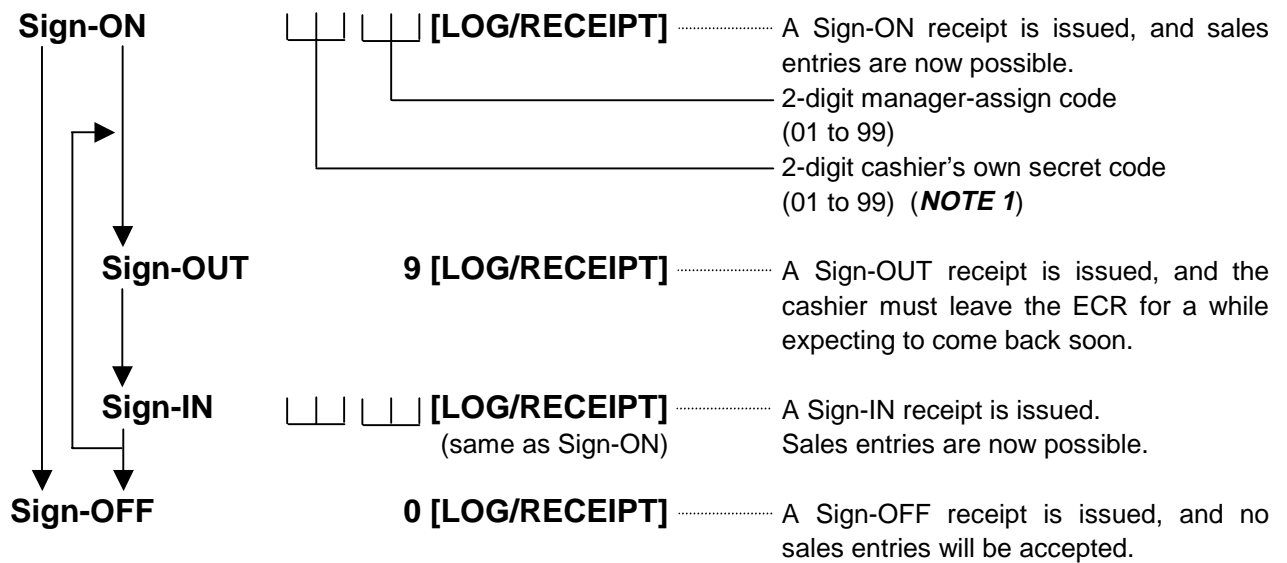 Sign-ON [LOG/RECEIPT] A Sign-ON receipt is issued, and sales
entries are now possible.
2-digit manager-assign code
(01 to 99)
2-digit cashier's own secret code
(01 to 99) (NOTE 1)
Sign-OUT 9 [LOG/RECEIPT] A Sign-OUT receipt is issued, and the
cashier must leave the ECR for a while
expecting to come back soon.
Sign-IN [LOG/RECEIPT] A Sign-IN receipt is issued.
(same as Sign-ON) Sales entries are now possible.
Sign-OFF 0 [LOG/RECEIPT] A Sign-OFF receipt is issued, and no
sales entries will be accepted.